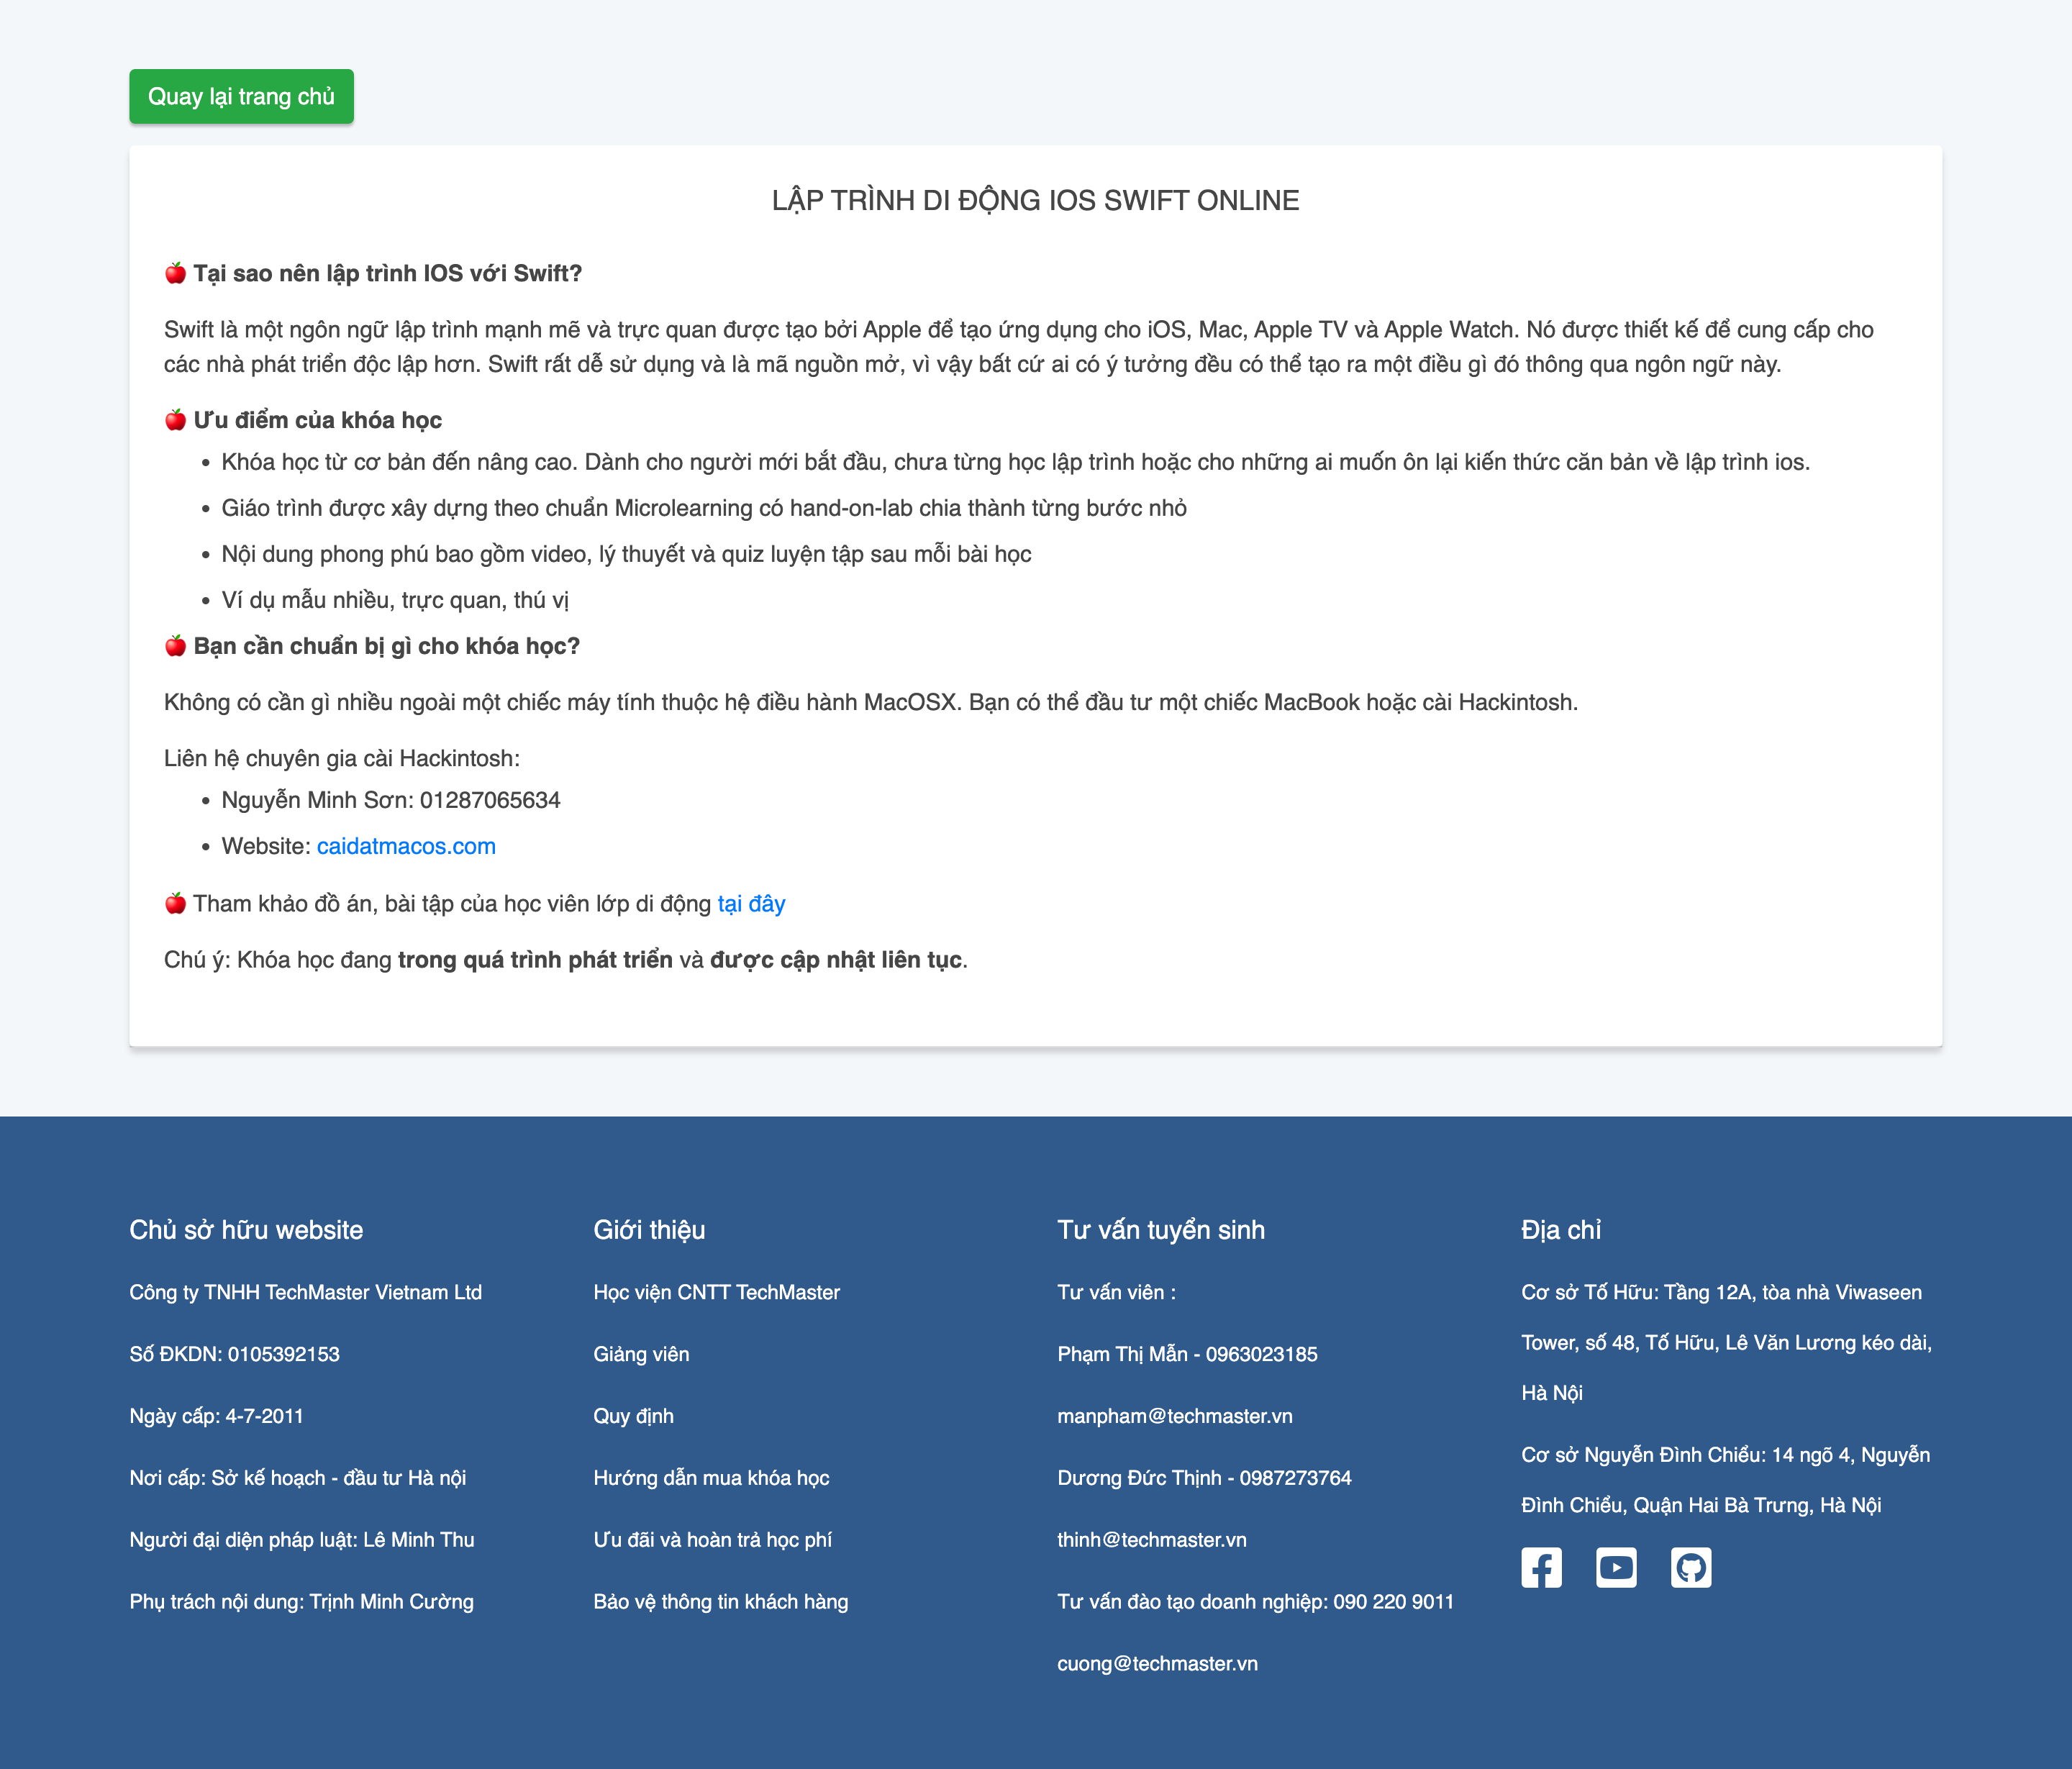 Quay lại trang chủ
LẬP TRÌNH DI ĐỘNG IOS SWIFT ONLINE
🍎 Tại sao nên lập trình IOS với Swift?
Swift là một ngôn ngữ lập trình mạnh mẽ và trực quan được tạo bởi Apple để tạo ứng dụng cho iOS, Mac, Apple TV và Apple Watch. Nó được thiết kế để cung cấp cho
các nhà phát triển độc lập hơn. Swift rất dễ sử dụng và là mã nguồn mở, vì vậy bất cứ ai có ý tưởng đều có thể tạo ra một điều gì đó thông qua ngôn ngữ này.
🍎 Ưu điểm của khóa học
• Khóa học từ cơ bản đến nâng cao. Dành cho người mới bắt đầu, chưa từng học lập trình hoặc cho những ai muốn ôn lại kiến thức căn bản về lập trình ios.
• Giáo trình được xây dựng theo chuẩn Microlearning có hand-on-lab chia thành từng bước nhỏ
• Nội dung phong phú bao gồm video, lý thuyết và quiz luyện tập sau mỗi bài học
• Ví dụ mẫu nhiều, trực quan, thú vị
🍎 Bạn cần chuẩn bị gì cho khóa học?
Không có cần gì nhiều ngoài một chiếc máy tính thuộc hệ điều hành MacOSX. Bạn có thể đầu tư một chiếc MacBook hoặc cài Hackintosh.
Liên hệ chuyên gia cài Hackintosh:
• Nguyễn Minh Sơn: 01287065634
• Website: caidatmacos.com
🍎 Tham khảo đồ án, bài tập của học viên lớp di động tại đây
Chú ý: Khóa học đang trong quá trình phát triển và được cập nhật liên tục.
Chủ sở hữu website
Công ty TNHH TechMaster Vietnam Ltd
Số ĐKDN: 0105392153
Ngày cấp: 4-7-2011
Nơi cấp: Sở kế hoạch - đầu tư Hà nội
Người đại diện pháp luật: Lê Minh Thu
Phụ trách nội dung: Trịnh Minh Cường
Giới thiệu
Học viện CNTT TechMaster
Giảng viên
Quy định
Hướng dẫn mua khóa học
Ưu đãi và hoàn trả học phí
Bảo vệ thông tin khách hàng
Tư vấn tuyển sinh
Tư vấn viên :
Phạm Thị Mẫn - 0963023185
manpham@techmaster.vn
Dương Đức Thịnh - 0987273764
thinh@techmaster.vn
Tư vấn đào tạo doanh nghiệp: 090 220 9011
cuong@techmaster.vn
Địa chỉ
Cơ sở Tố Hữu: Tầng 12A, tòa nhà Viwaseen
Tower, số 48, Tố Hữu, Lê Văn Lương kéo dài,
Hà Nội
Cơ sở Nguyễn Đình Chiểu: 14 ngõ 4, Nguyễn
Đình Chiểu, Quận Hai Bà Trưng, Hà Nội